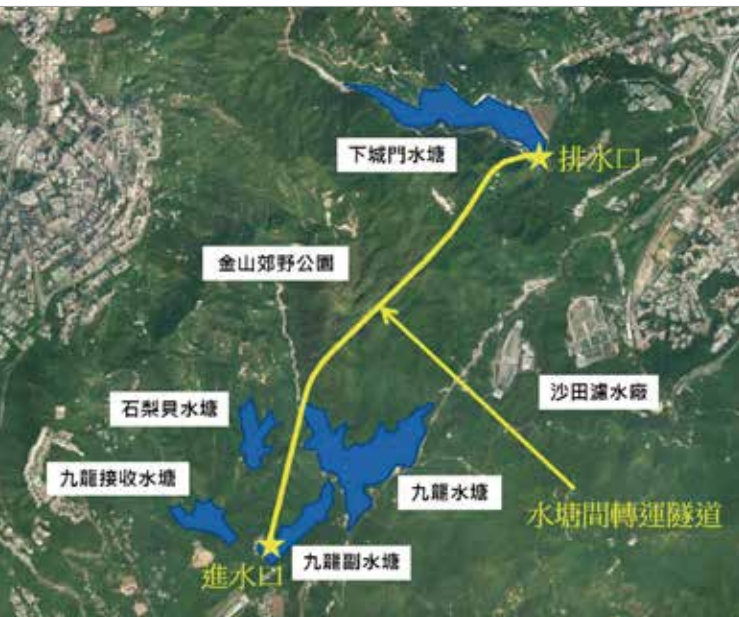 下城門水塘
排水口
金山郊野公園
沙田濾水廠
石梨貝水塘
九龍接收水塘
九龍水塘
水塘間轉運隧道
九龍副水塘
進水口